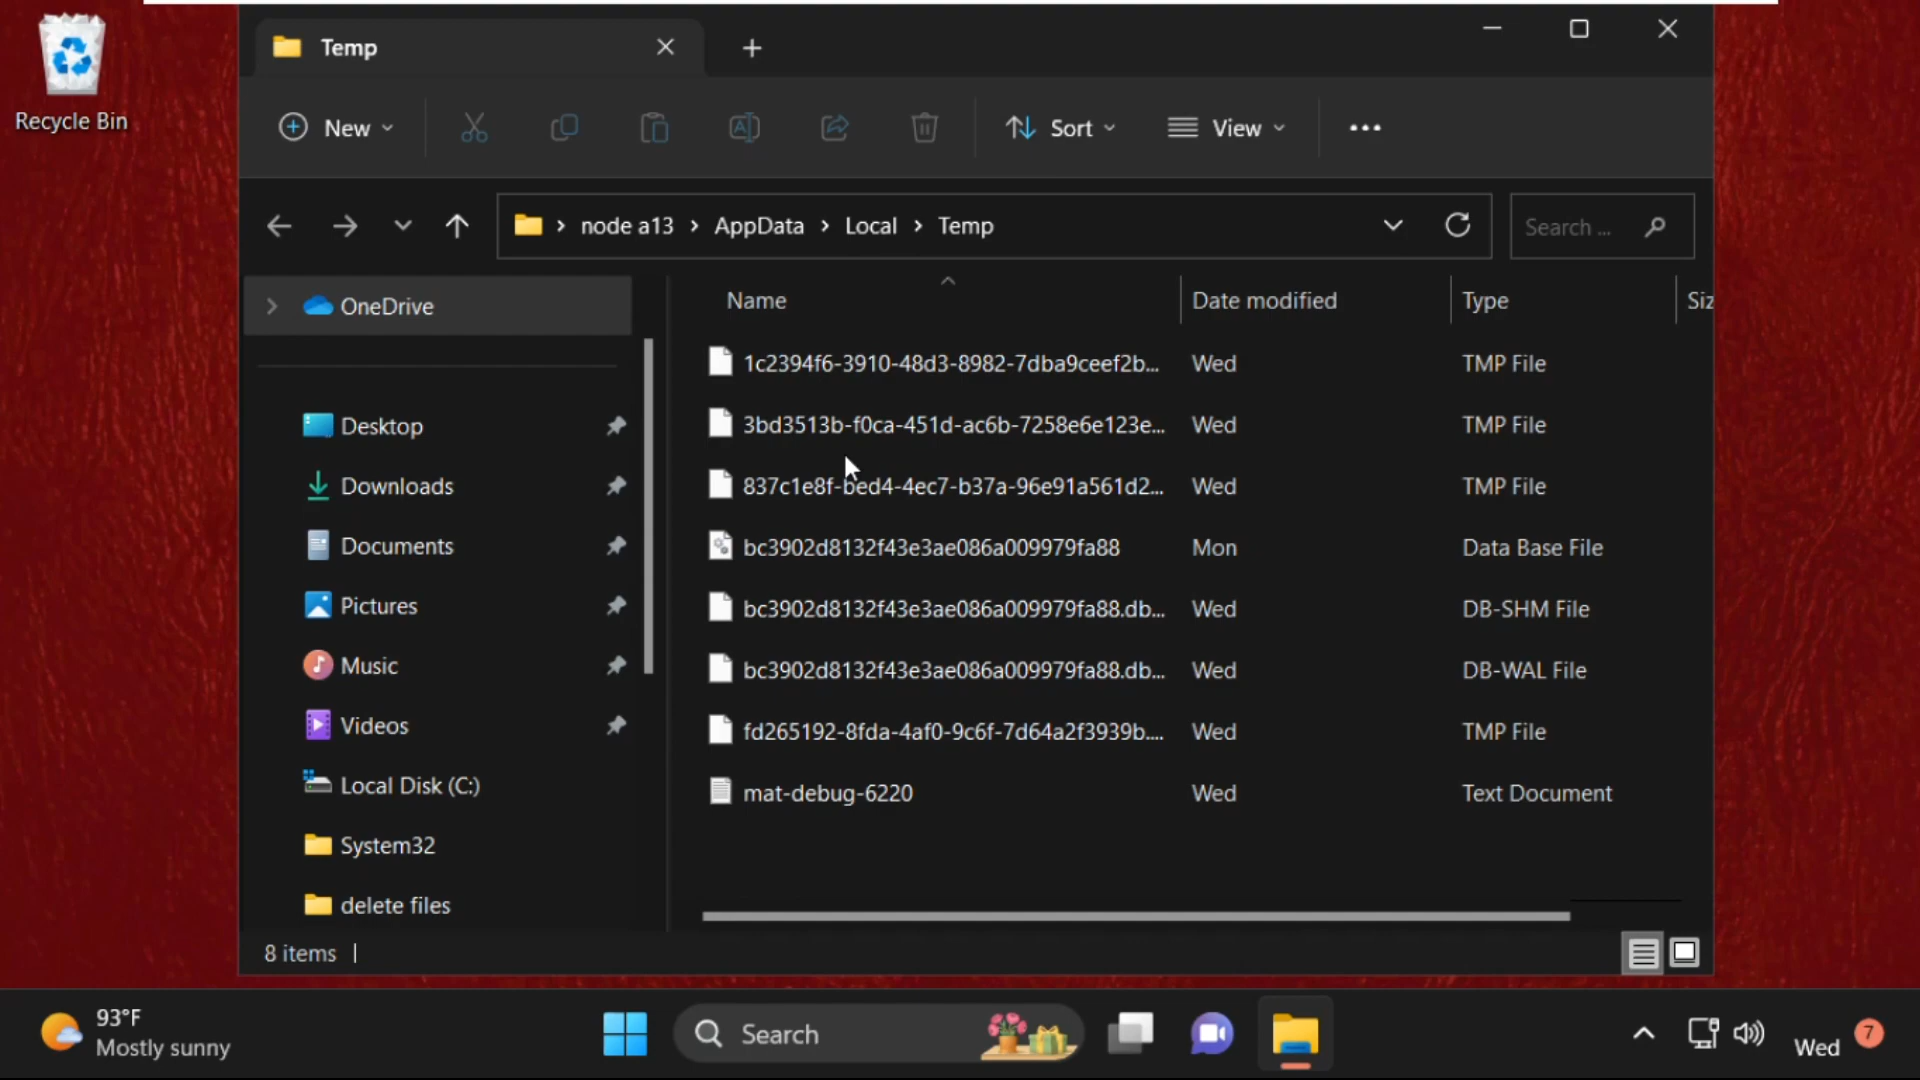 Recycle Bin
Temp
New
Sort
View
node a13 > AppData > Local > Temp
Search ...
OneDrive
Desktop
Downloads
Documents
Pictures
Music
Videos
Local Disk (C:)
System32
delete files
Name Date modified Type Siz
1c2394f6-3910-48d3-8982-7dba9ceef2b... Wed TMP File
3bd3513b-f0ca-451d-ac6b-7258e6e123e... Wed TMP File
837c1e8f-bed4-4ec7-b37a-96e91a561d2... Wed TMP File
bc3902d8132f43e3ae086a009979fa88 Mon Data Base File
bc3902d8132f43e3ae086a009979fa88.db... Wed DB-SHM File
bc3902d8132f43e3ae086a009979fa88.db... Wed DB-WAL File
fd265192-8fda-4af0-9c6f-7d64a2f3939b.... Wed TMP File
mat-debug-6220 Wed Text Document
8 items
93°F
Mostly sunny
Search
Wed 7